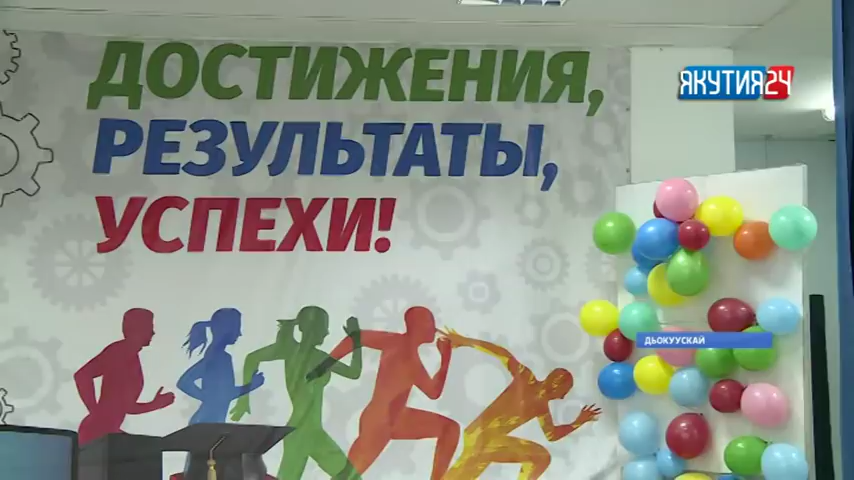 ДОСТИЖЕНИЯ,
РЕЗУЛЬТАТЫ,
УСПЕХИ!
ЯКУТИЯ24
ДЬОКУУСКАЙ